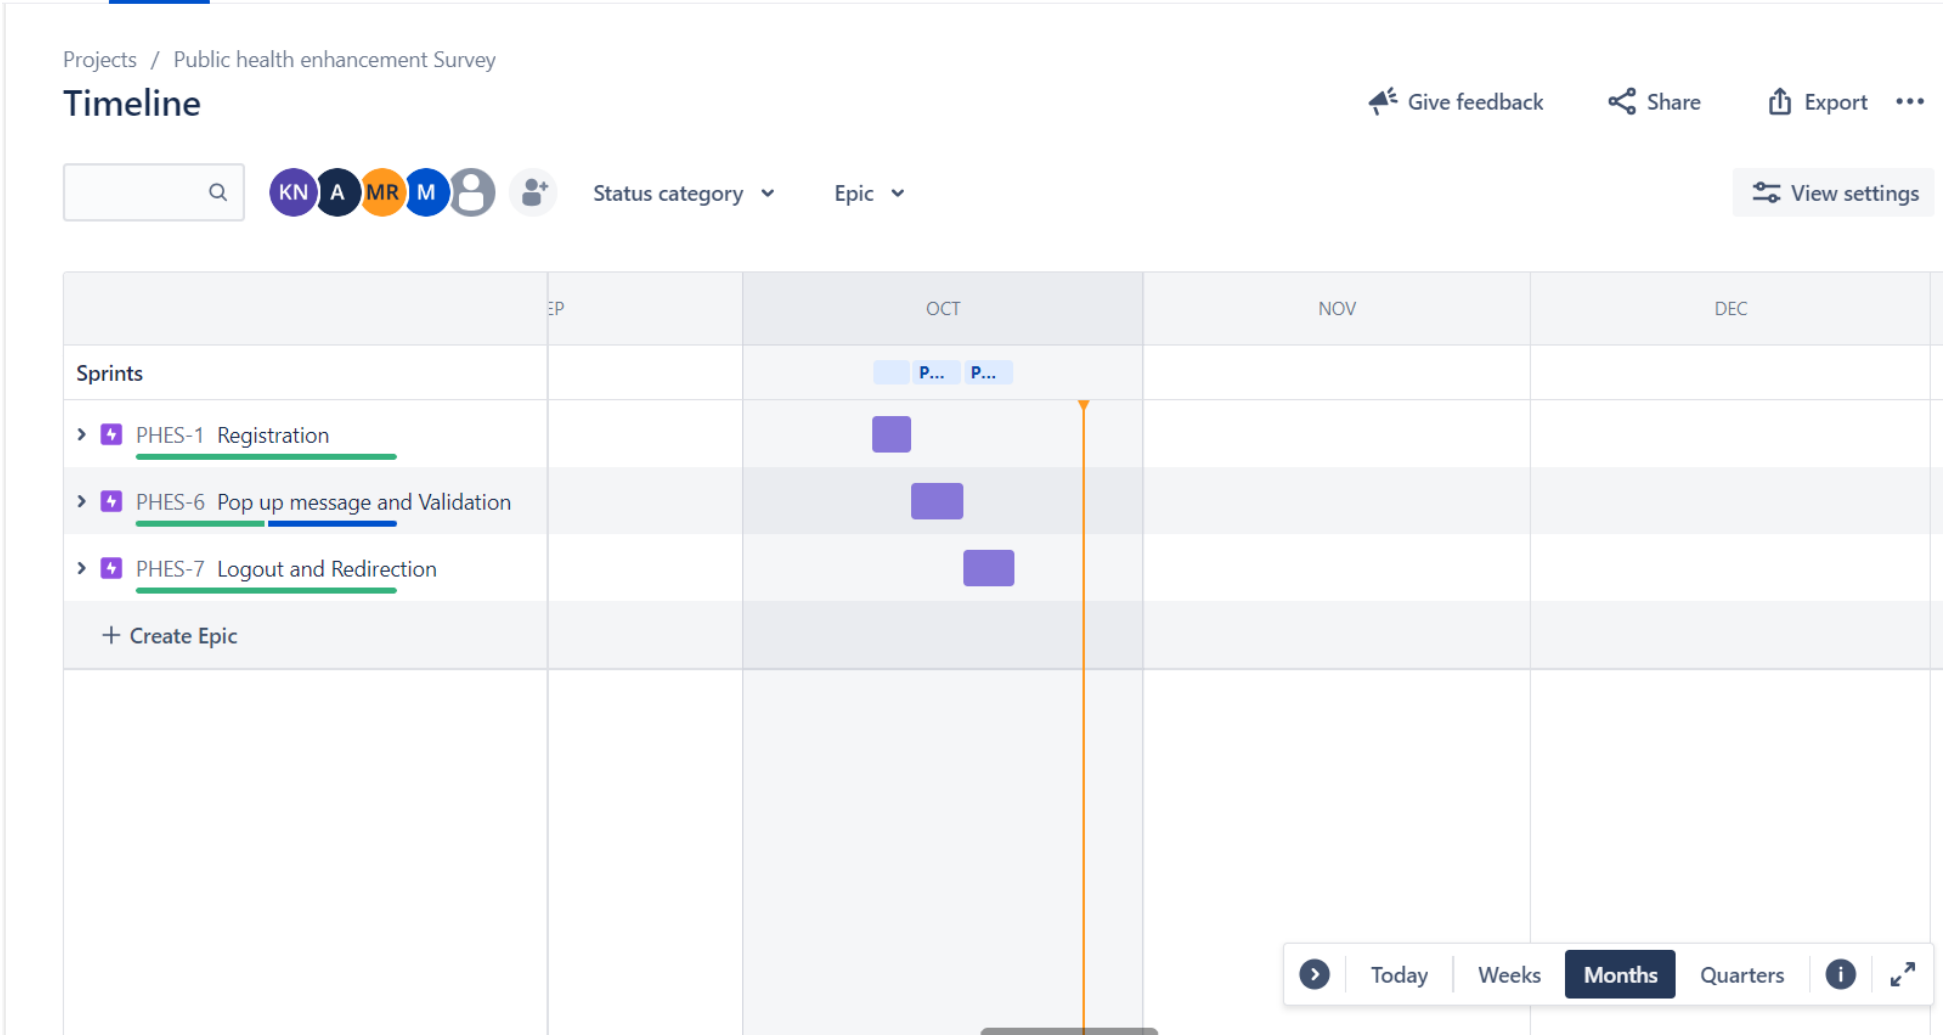 Projects / Public health enhancement Survey
Timeline
Give feedback
Share
Export
KN A MR M
Status category
Epic
View settings
EP
OCT
NOV
DEC
Sprints
P...
P...
PHES-1 Registration
PHES-6 Pop up message and Validation
PHES-7 Logout and Redirection
+ Create Epic
Today
Weeks
Months
Quarters